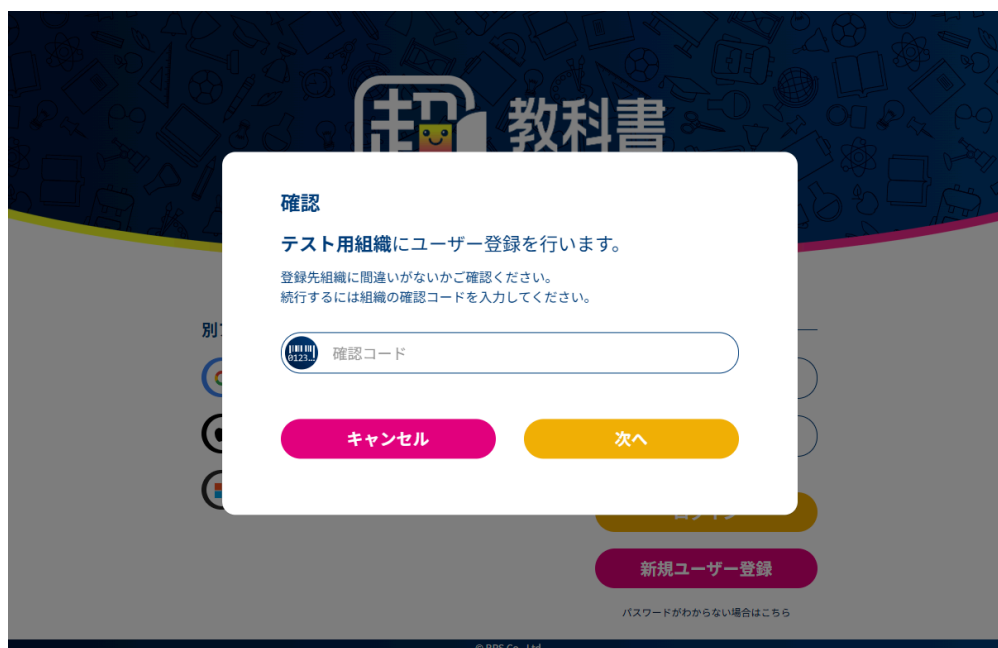 超 教科書
確認
テスト用組織にユーザー登録を行います。
登録先組織に間違いがないかご確認ください。
続行するには組織の確認コードを入力してください。
別
0123...
確認コード
キャンセル
次へ
新規ユーザー登録
パスワードがわからない場合はこちら